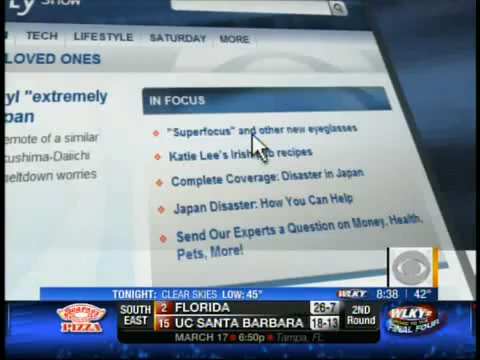 SHOW
TECH LIFESTYLE SATURDAY MORE
LOVED ONES
"extremely
IN FOCUS
"Superfocus" and other new eyeglasses
Katie Lee's Irish recipes
Complete Coverage: Disaster in Japan
Japan Disaster: How You Can Help
Send Our Experts a Question on Money, Health,
Pets, More!
emote of a similar
kushima-Daiichi
eltdown worries
TONIGHT: CLEAR SKIES LOW: 45° WLKY 8:38 42°
SOUTH EAST
2 FLORIDA 26-7
15 UC SANTA BARBARA 18-13
2ND Round
MARCH 17 6:50p Tampa, FL
PIZZA
WLKY's
ROAD TO THE
FINAL FOUR